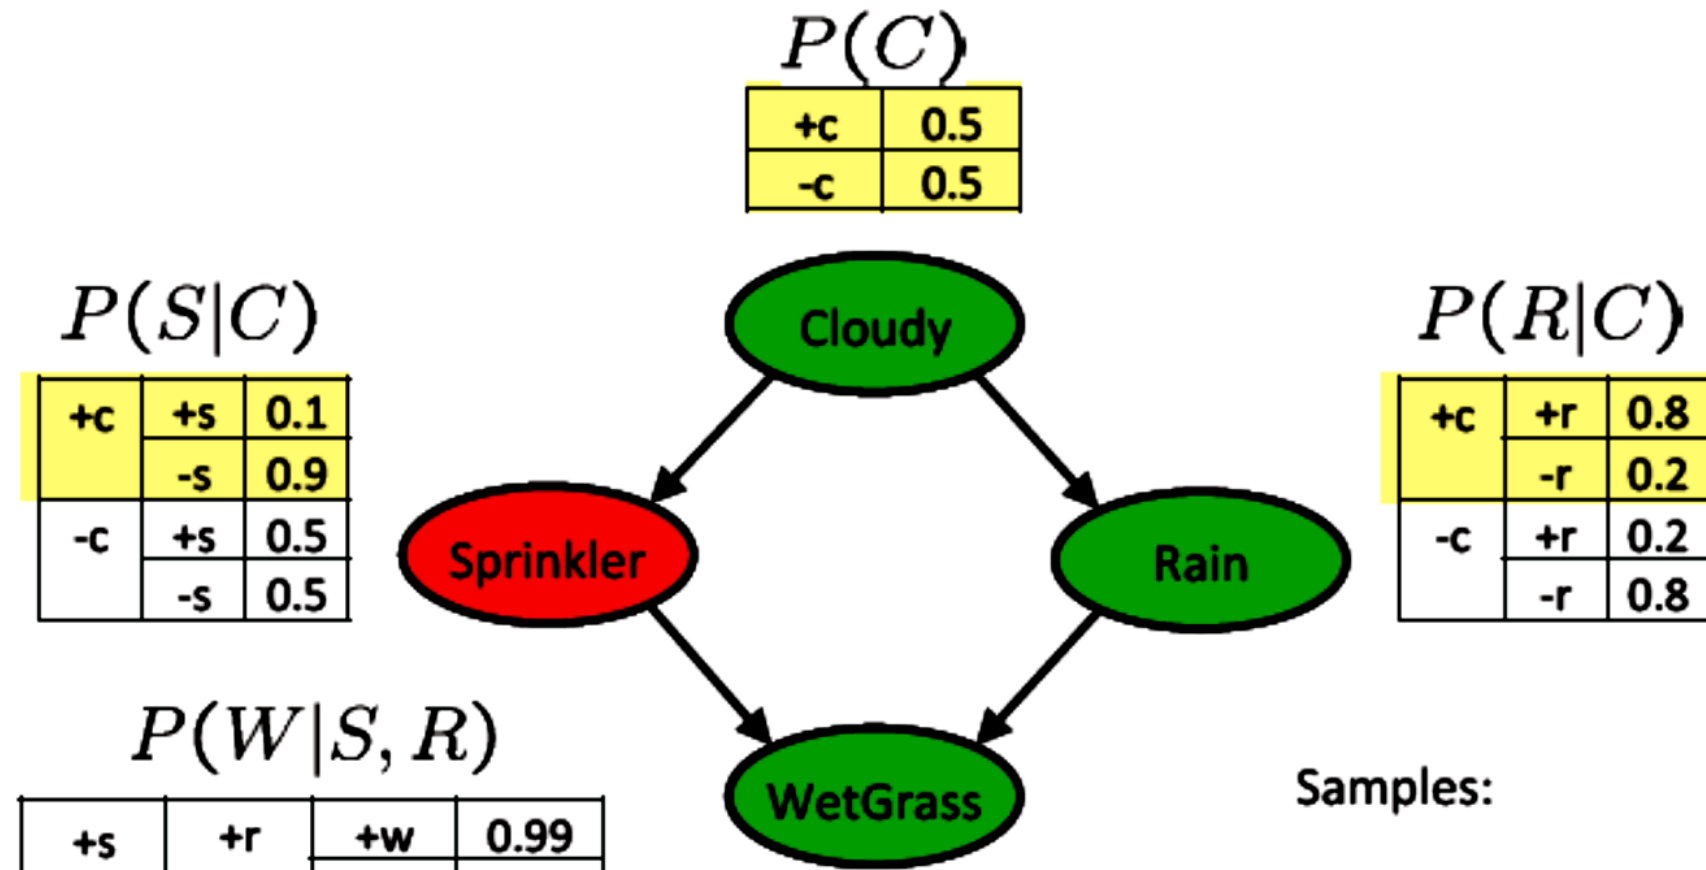 P(C)
+c 0.5
-c 0.5
P(S|C)
+c +s 0.1
-s 0.9
-c +s 0.5
-s 0.5
Cloudy
P(R|C)
+c +r 0.8
-r 0.2
-c +r 0.2
-r 0.8
Sprinkler
Rain
P(W|S, R)
+s +r +w 0.99
WetGrass
Samples: